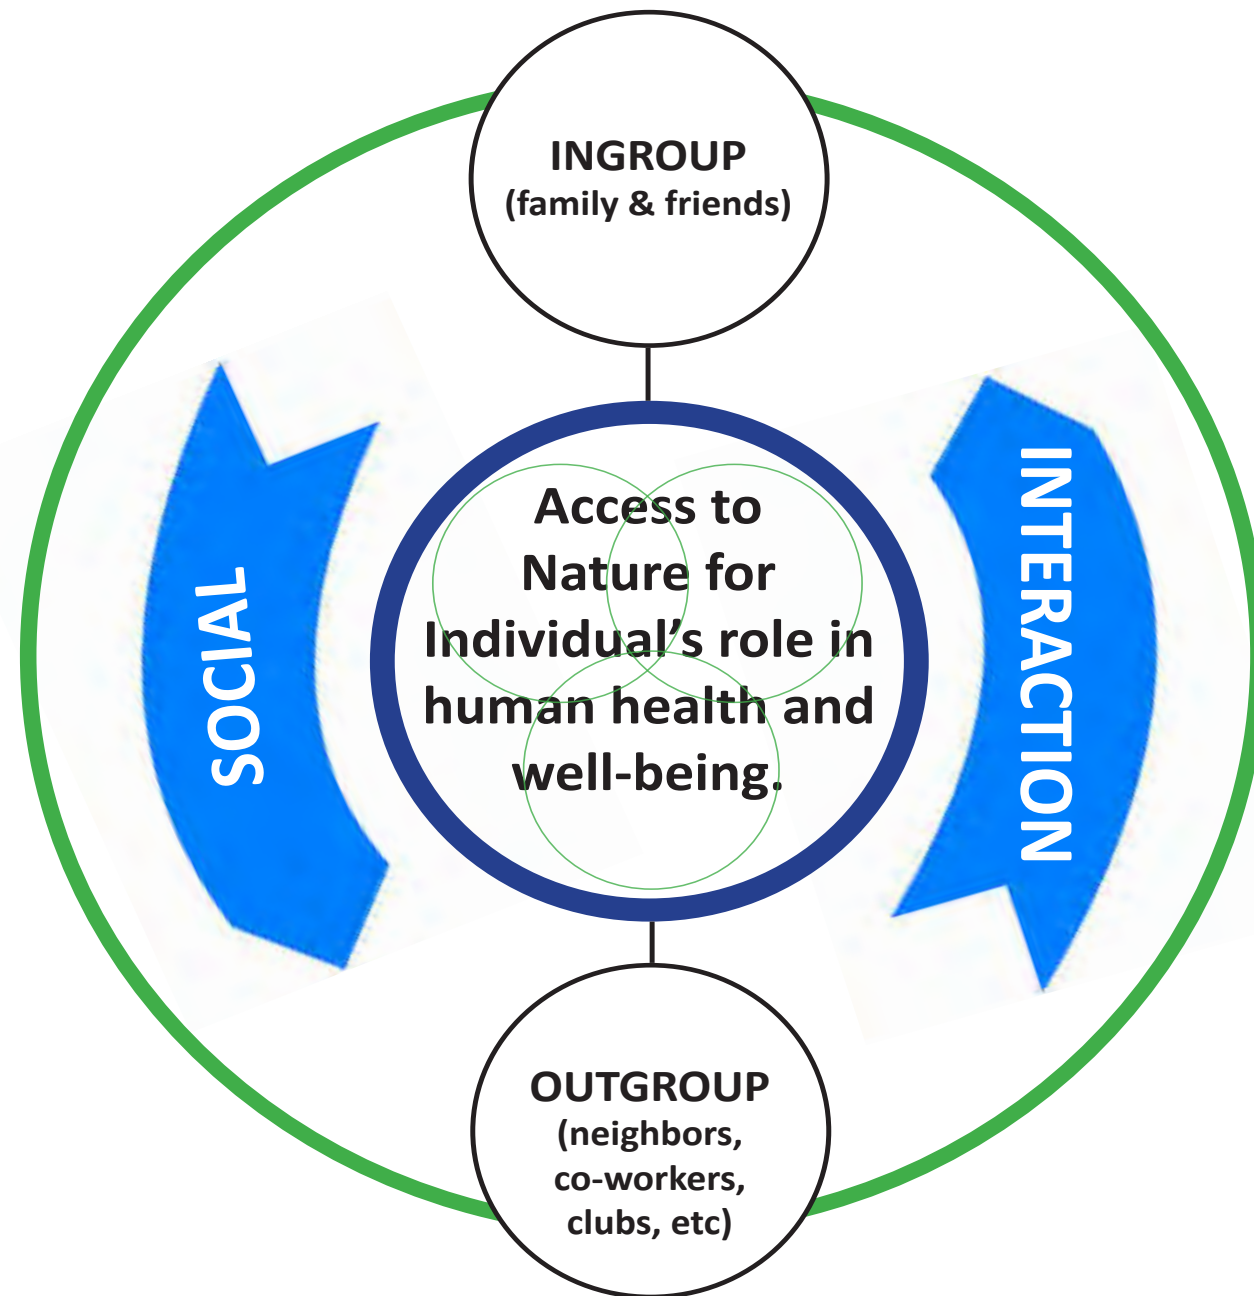 INGROUP
(family & friends)
SOCIAL
Access to
Nature for
Individual’s role in
human health and
well-being.
INTERACTION
OUTGROUP
(neighbors,
co-workers,
clubs, etc)